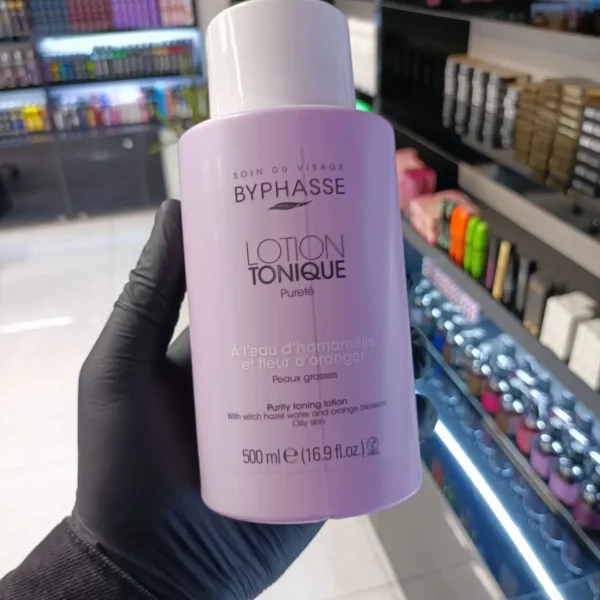 SOIN DU VISAGE
BYPHASSE
LOTION
TONIQUE
Pureté
À l'eau d'hamamélis
et fleur d'oranger
Peaux grasses
Purity toning lotion
With witch hazel water and orange blossom
Oily skin
500 ml e (16.9 fl.oz.)